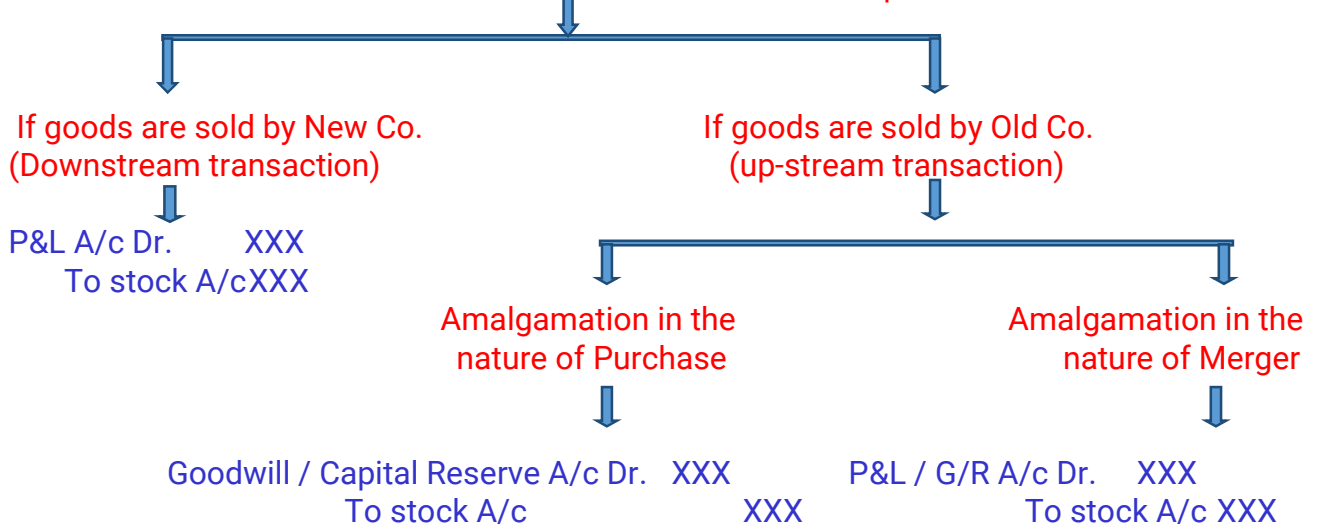 If goods are sold by New Co.
(Downstream transaction)
If goods are sold by Old Co.
(up-stream transaction)
P&L A/c Dr. XXX
To stock A/cXXX
Amalgamation in the
nature of Purchase
Amalgamation in the
nature of Merger
Goodwill / Capital Reserve A/c Dr. XXX
To stock A/c XXX
P&L / G/R A/c Dr. XXX
To stock A/c XXX